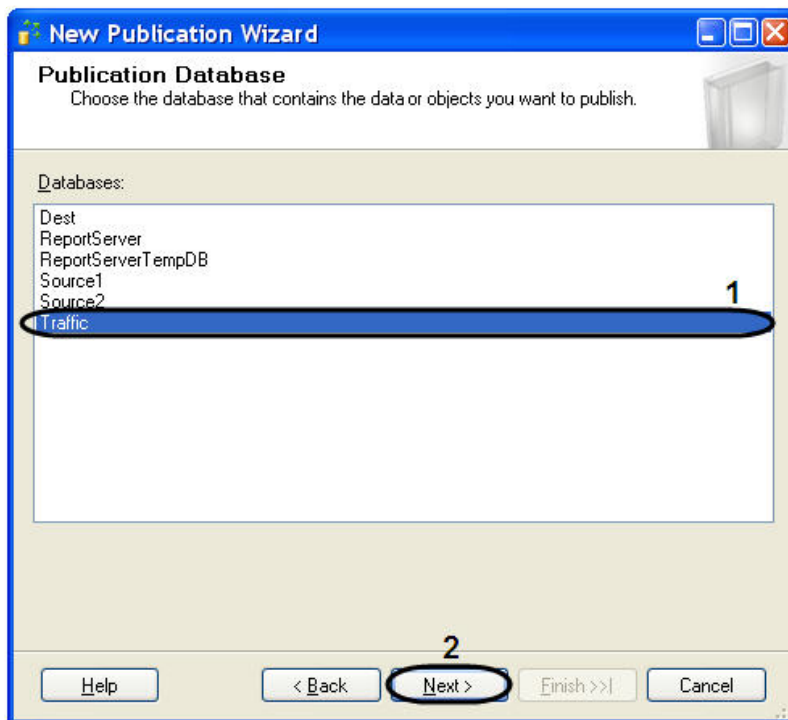 New Publication Wizard
Publication Database
Choose the database that contains the data or objects you want to publish.
Databases:
Dest
ReportServer
ReportServerTempDB
Source1
Source2
1
Traffic
2
Help
< Back
Next >
Finish >>|
Cancel